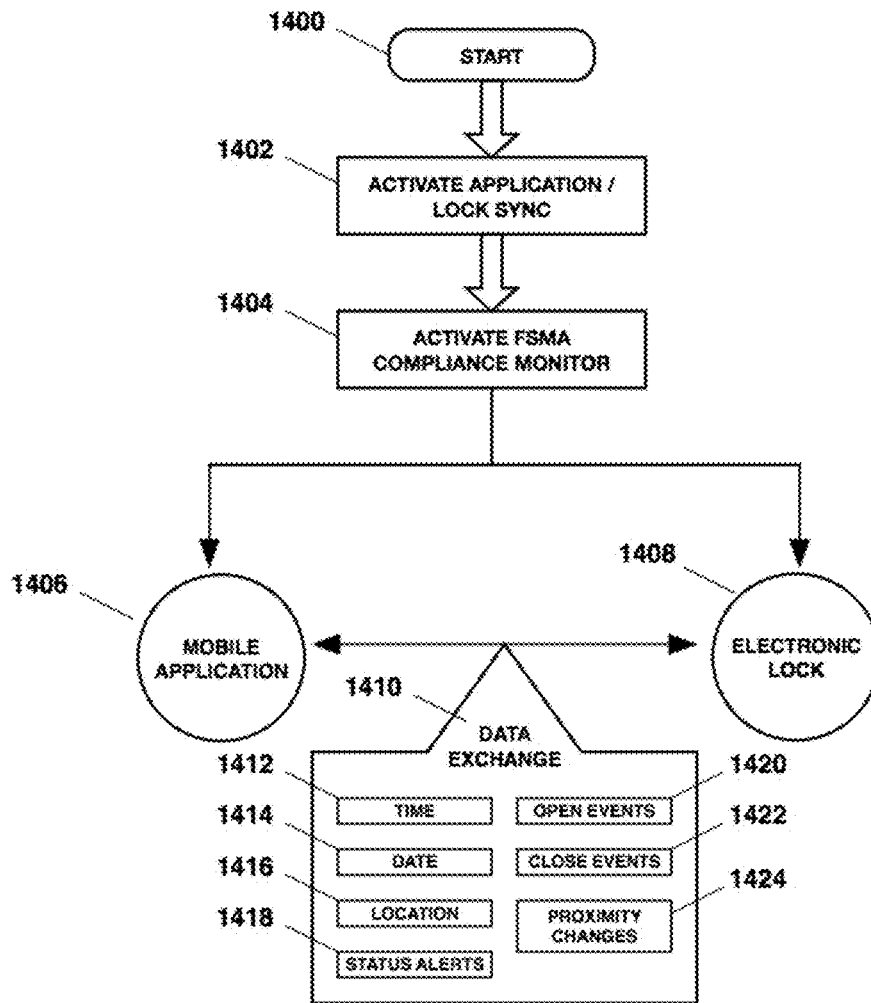 1400
START
1402
ACTIVATE APPLICATION /
LOCK SYNC
1404
ACTIVATE FSMA
COMPLIANCE MONITOR
1406
MOBILE
APPLICATION
1408
ELECTRONIC
LOCK
1410
DATA
EXCHANGE
1412
TIME
1414
DATE
1416
LOCATION
1418
STATUS ALERTS
1420
OPEN EVENTS
1422
CLOSE EVENTS
1424
PROXIMITY
CHANGES